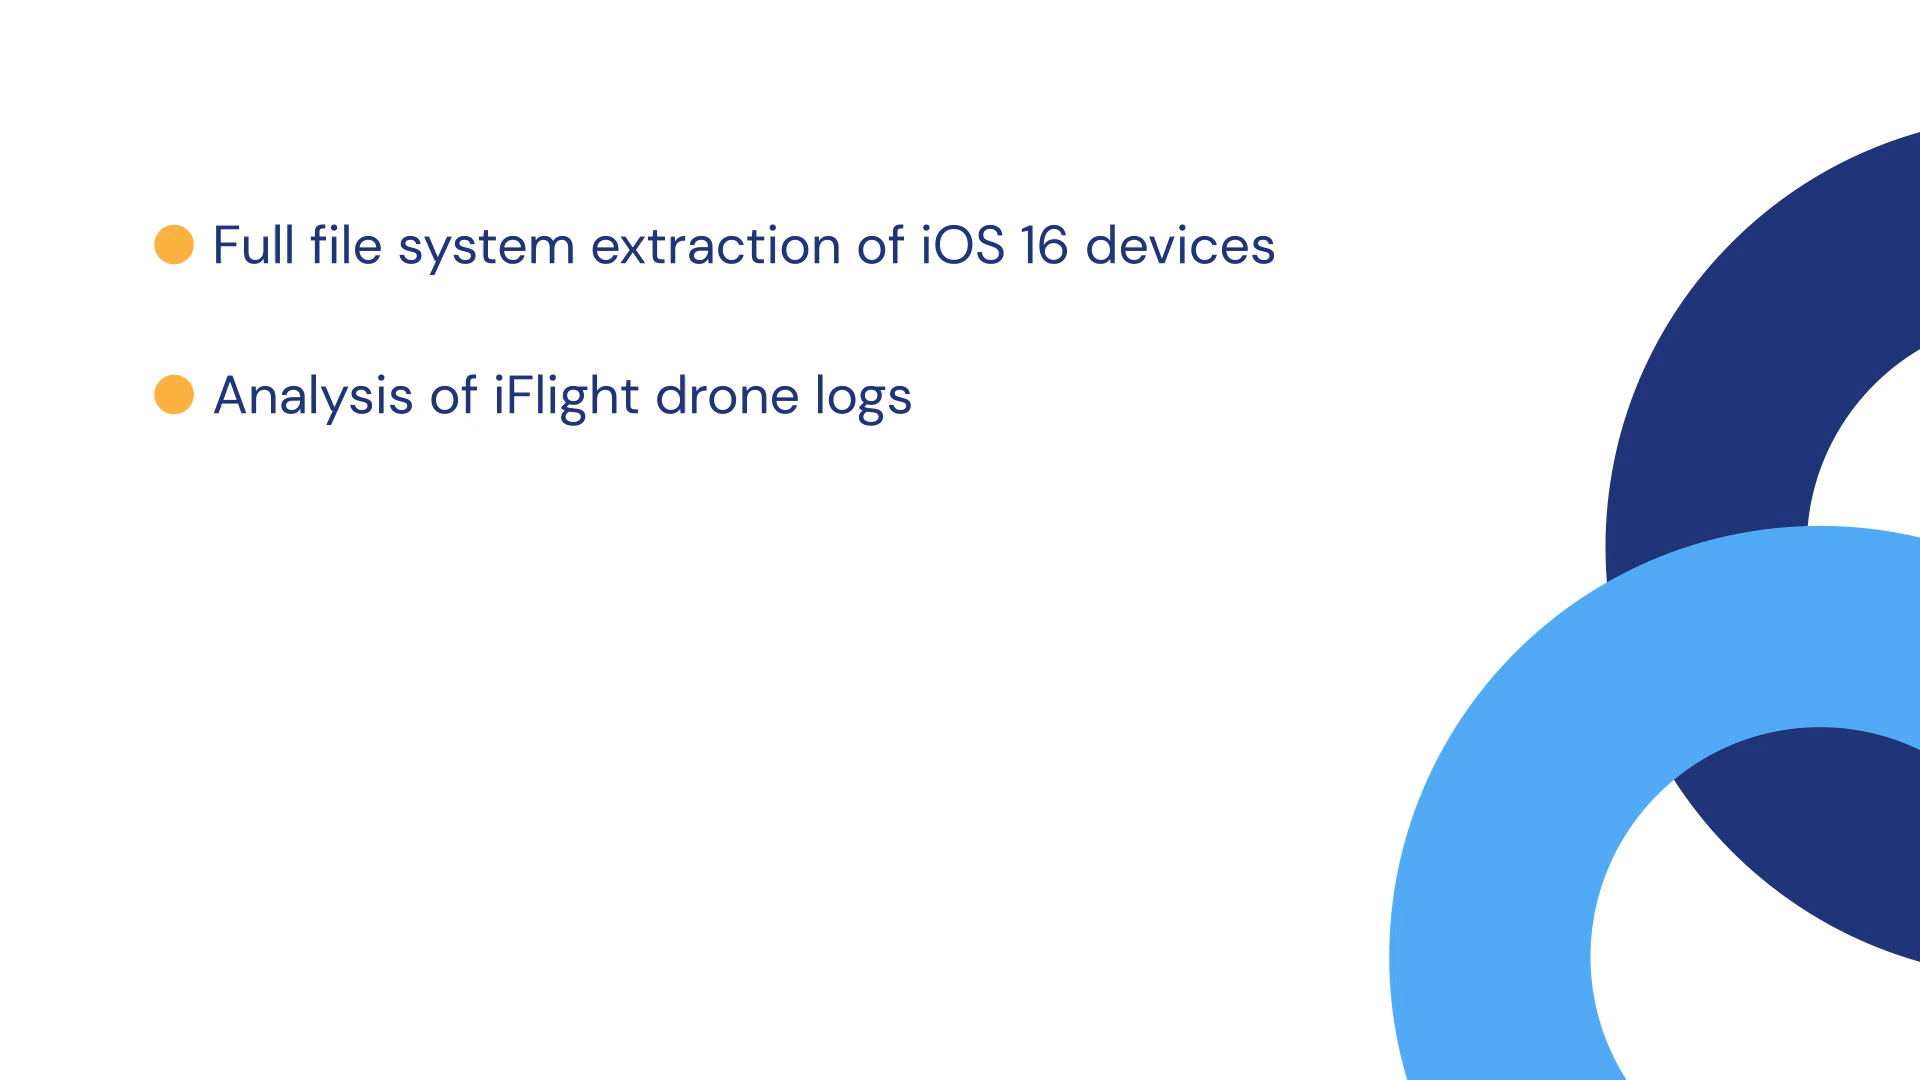 Full file system extraction of iOS 16 devices
Analysis of iFlight drone logs